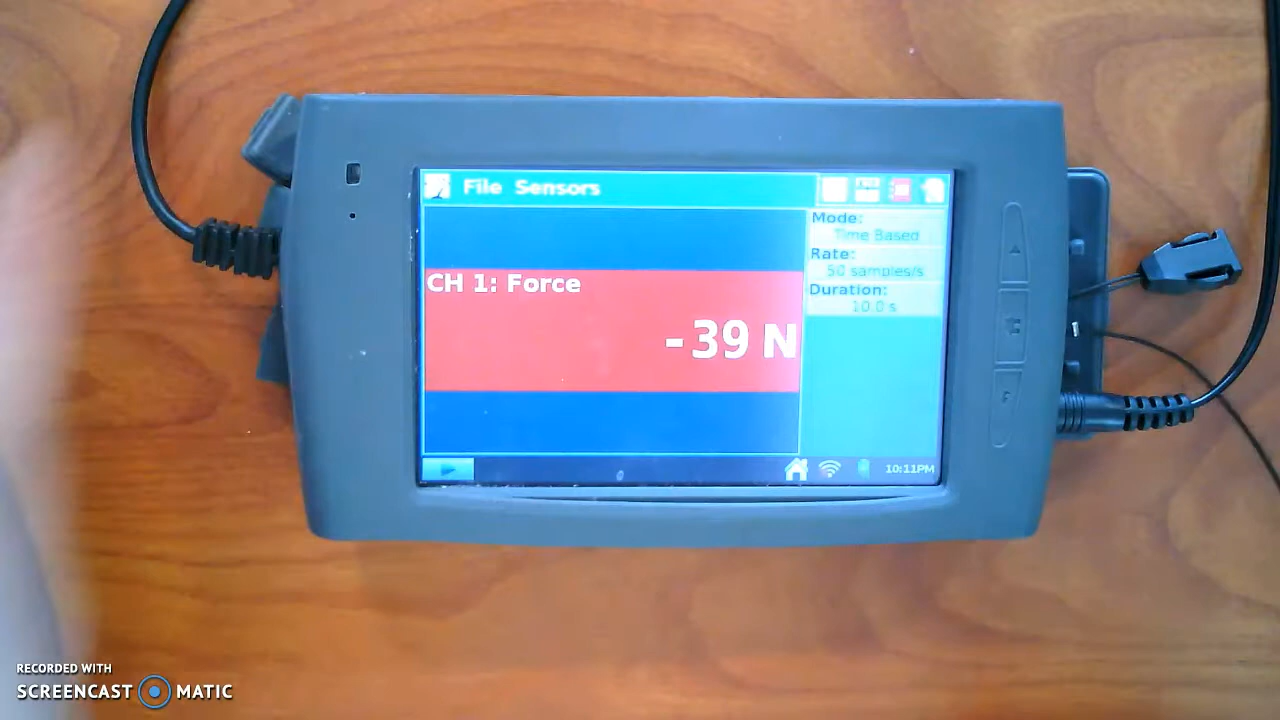 File Sensors
Mode:
Time Based
Rate:
50 samples/s
Duration:
10.0 s
CH 1: Force
-39 N
10:11PM
RECORDED WITH
SCREENCAST MATIC